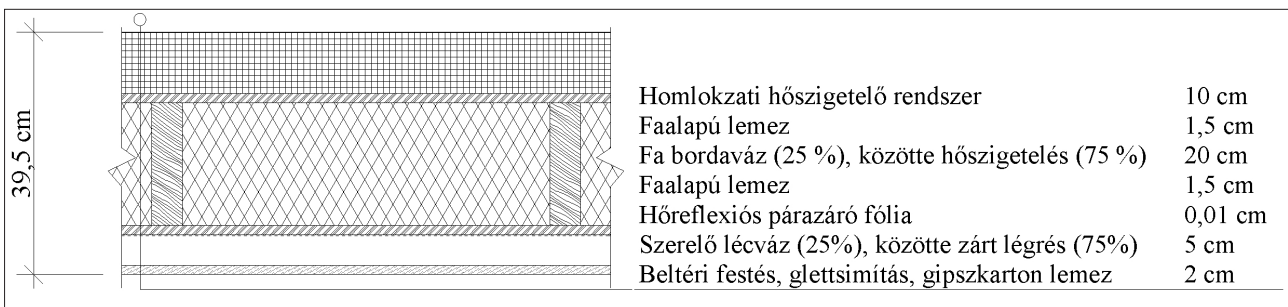 39,5 cm
Homlokzati hőszigetelő rendszer 10 cm
Faalapú lemez 1,5 cm
Fa bordaváz (25 %), közötte hőszigetelés (75 %) 20 cm
Faalapú lemez 1,5 cm
Hőreflexiós párazáró fólia 0,01 cm
Szerelő lécváz (25%), közötte zárt légrés (75%) 5 cm
Beltéri festés, glettsimítás, gipszkarton lemez 2 cm